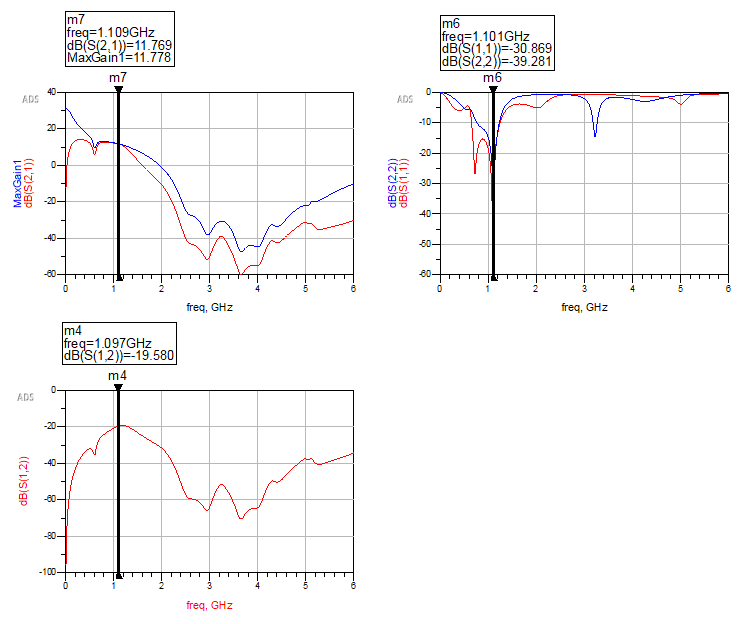 m7
freq=1.109GHz
dB(S(2,1))=11.769
MaxGain1=11.778
m7
ADS
40
20
0
-20
-40
-60
MaxGain1
dB(S(2,1))
0 1 2 3 4 5 6
freq, GHz
m6
freq=1.101GHz
dB(S(1,1))=-30.869
dB(S(2,2))=-39.281
m6
ADS
0
-10
-20
-30
-40
-50
-60
dB(S(2,2))
dB(S(1,1))
0 1 2 3 4 5 6
freq, GHz
m4
freq=1.097GHz
dB(S(1,2))=-19.580
m4
ADS
0
-20
-40
-60
-80
-100
dB(S(1,2))
0 1 2 3 4 5 6
freq, GHz